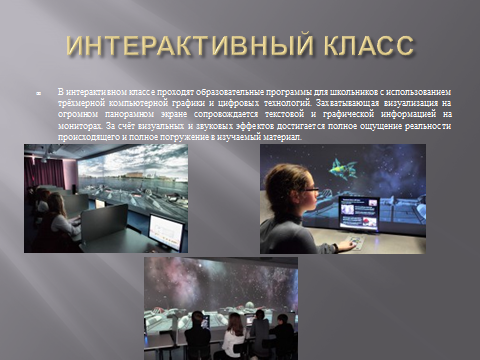 ИНТЕРАКТИВНЫЙ КЛАСС
В интерактивном классе проходят образовательные программы для школьников с использованием
трёхмерной компьютерной графики и цифровых технологий. Захватывающая визуализация на
огромном панорамном экране сопровождается текстовой и графической информацией на
мониторах. За счёт визуальных и звуковых эффектов достигается полное ощущение реальности
происходящего и полное погружение в изучаемый материал.